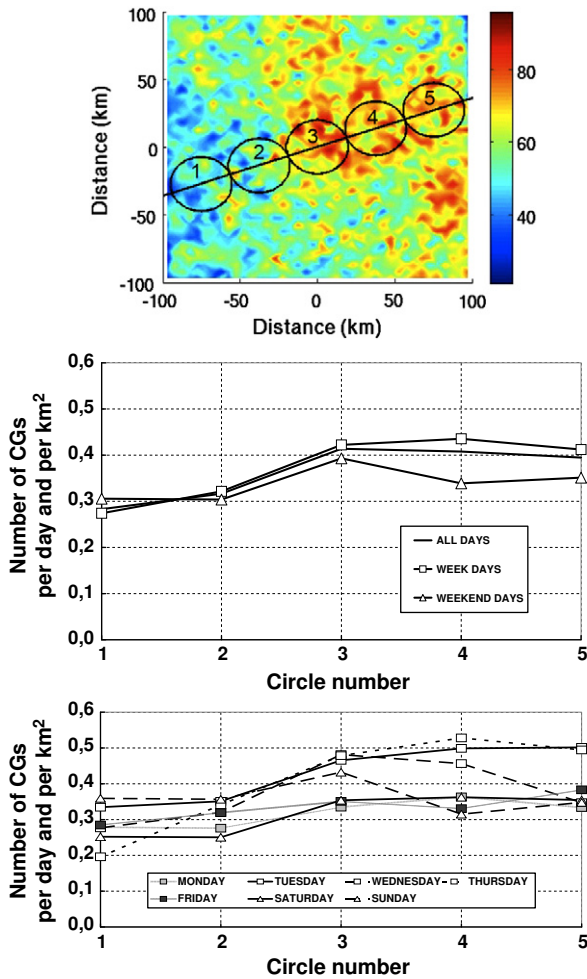 100
50
0
-50
-100
Distance (km)
-100 -50 0 50 100
Distance (km)
1 2 3 4 5
80
60
40
Number of CGs
per day and per km²
0,6
0,5
0,4
0,3
0,2
0,1
0,0
1 2 3 4 5
Circle number
ALL DAYS
WEEK DAYS
WEEKEND DAYS
Number of CGs
per day and per km²
0,6
0,5
0,4
0,3
0,2
0,1
0,0
1 2 3 4 5
Circle number
MONDAY TUESDAY WEDNESDAY THURSDAY
FRIDAY SATURDAY SUNDAY